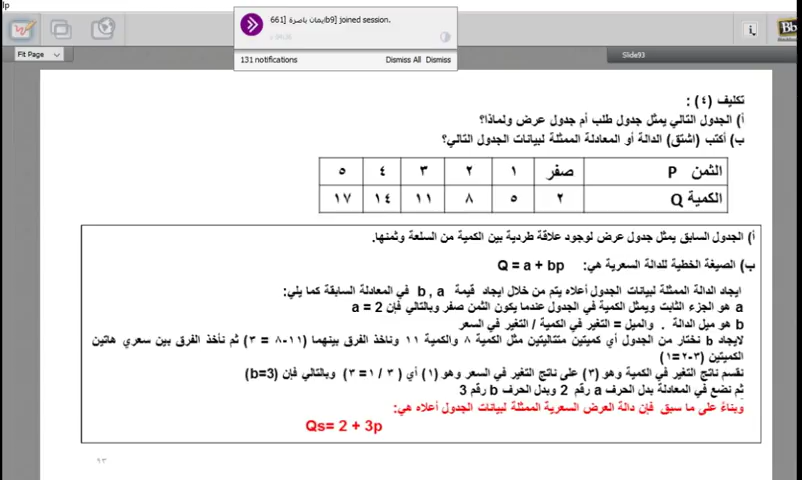 lp
661] ايمان باصرة[b9] joined session.
131 notifications
Dismiss All Dismiss
Fit Page
Slide93
Bb
تكليف (٤) :
أ) الجدول التالي يمثل جدول طلب أم جدول عرض ولماذا؟
ب) أكتب (اشتق) الدالة أو المعادلة الممثلة لبيانات الجدول التالي؟
الثمن P صفر ١ ٢ ٣ ٤ ٥
الكمية Q ٢ ٥ ٨ ١١ ١٤ ١٧
أ) الجدول السابق يمثل جدول عرض لوجود علاقة طردية بين الكمية من السلعة وثمنها.
ب) الصيغة الخطية للدالة السعرية هي: Q = a + bp
ايجاد الدالة الممثلة لبيانات الجدول أعلاه يتم من خلال ايجاد قيمة b , a في المعادلة السابقة كما يلي:
a هو الجزء الثابت ويمثل الكمية في الجدول عندما يكون الثمن صفر وبالتالي فإن a = 2
b هو ميل الدالة . والميل = التغير في الكمية / التغير في السعر
لايجاد b نختار من الجدول أي كميتين متتاليتين مثل الكمية ٨ والكمية ١١ وناخذ الفرق بينهما (١١-٨ = ٣) ثم نأخذ الفرق بين سعري هاتين
الكميتين (٣-٢=١)
نقسم ناتج التغير في الكمية وهو (٣) على ناتج التغير في السعر وهو (١) أي (٣ / ١ = ٣) وبالتالي فإن (b=3)
ثم نضع في المعادلة بدل الحرف a رقم 2 وبدل الحرف b رقم 3
وبناءً على ما سبق فإن دالة العرض السعرية الممثلة لبيانات الجدول أعلاه هي:
Qs= 2 + 3p
٩٣